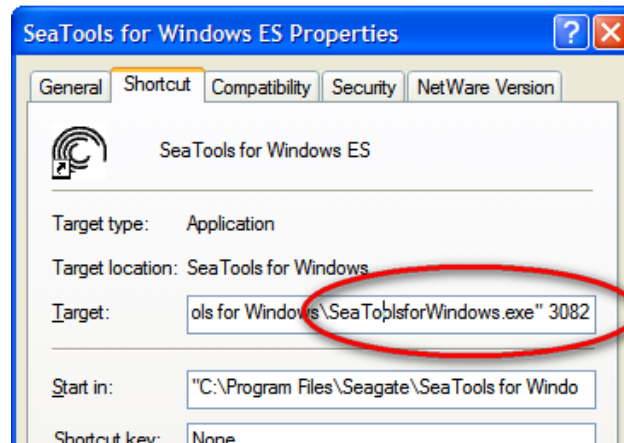 SeaTools for Windows ES Properties
General Shortcut Compatibility Security NetWare Version
SeaTools for Windows ES
Target type: Application
Target location: SeaTools for Windows
Target: ols for Windows\SeaToolsforWindows.exe" 3082
Start in: "C:\Program Files\Seagate\SeaTools for Windo
Shortcut key: None